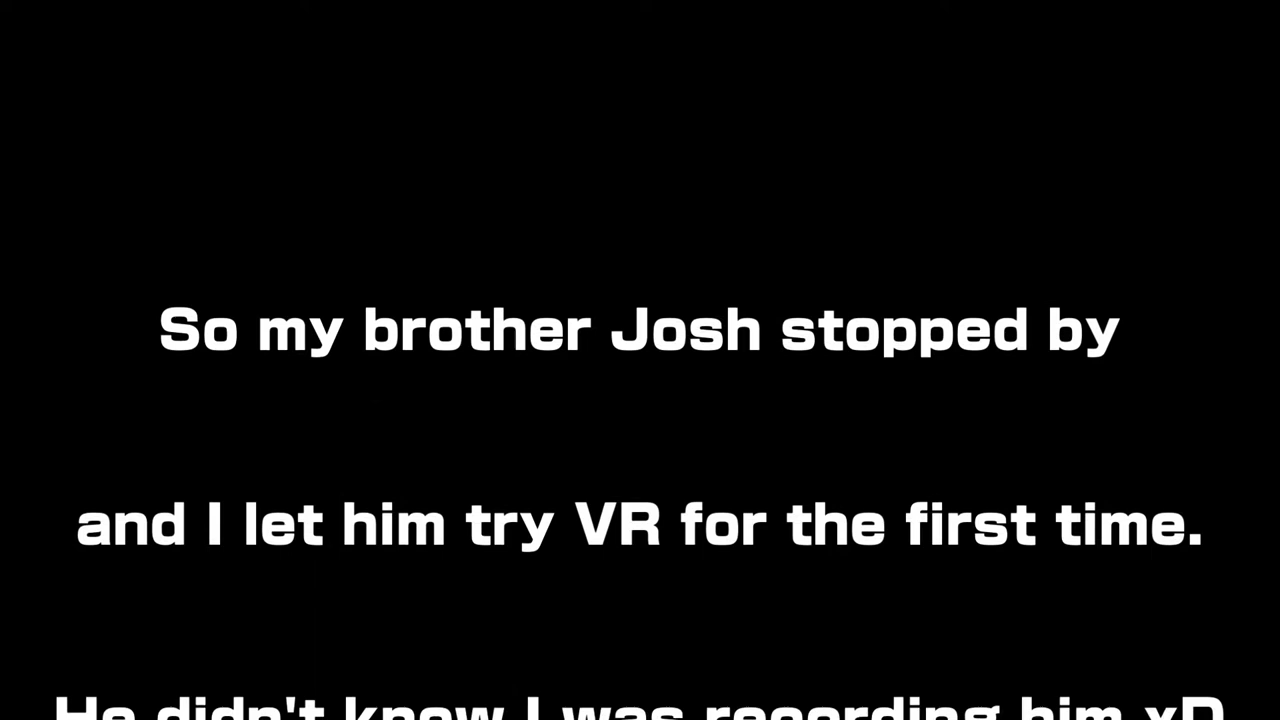 So my brother Josh stopped by
and I let him try VR for the first time.
He didn't know I was recording him xD